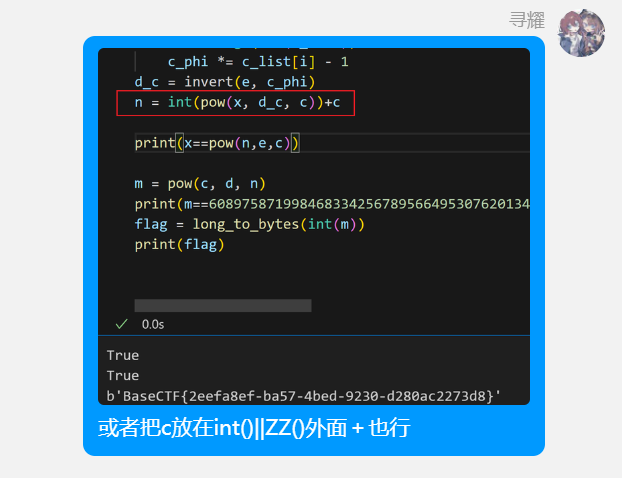 寻耀
c_phi *= c_list[i] - 1
d_c = invert(e, c_phi)
n = int(pow(x, d_c, c))+c
print(x==pow(n,e,c))
m = pow(c, d, n)
print(m==608975871998468334256789566495307620134
flag = long_to_bytes(int(m))
print(flag)
0.0s
True
True
b'BaseCTF{2eefa8ef-ba57-4bed-9230-d280ac2273d8}'
或者把c放在int()||ZZ()外面＋也行